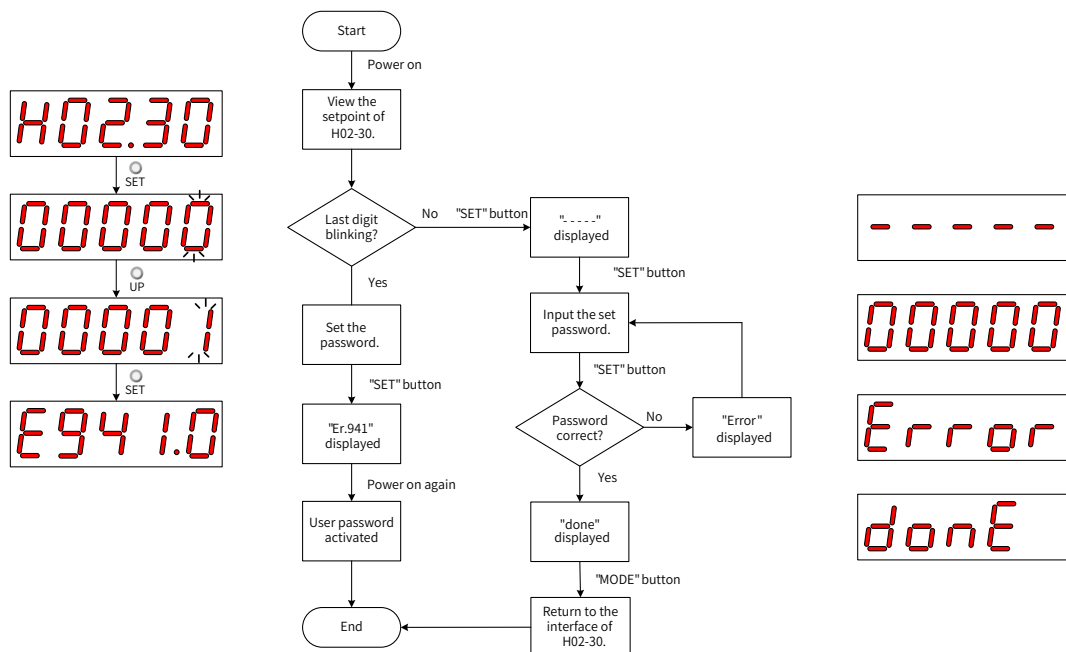 H02.30
SET
00000
UP
00001
SET
E941.0
Start
Power on
View the
setpoint of
H02-30.
Last digit
blinking?
No
"SET" button
Yes
Set the
password.
"SET" button
"Er.941"
displayed
Power on again
User password
activated
End
"-----"
displayed
"SET" button
Input the set
password.
"SET" button
Password
correct?
No
"Error"
displayed
Yes
"done"
displayed
"MODE" button
Return to the
interface of
H02-30.
-----
00000
Error
donE